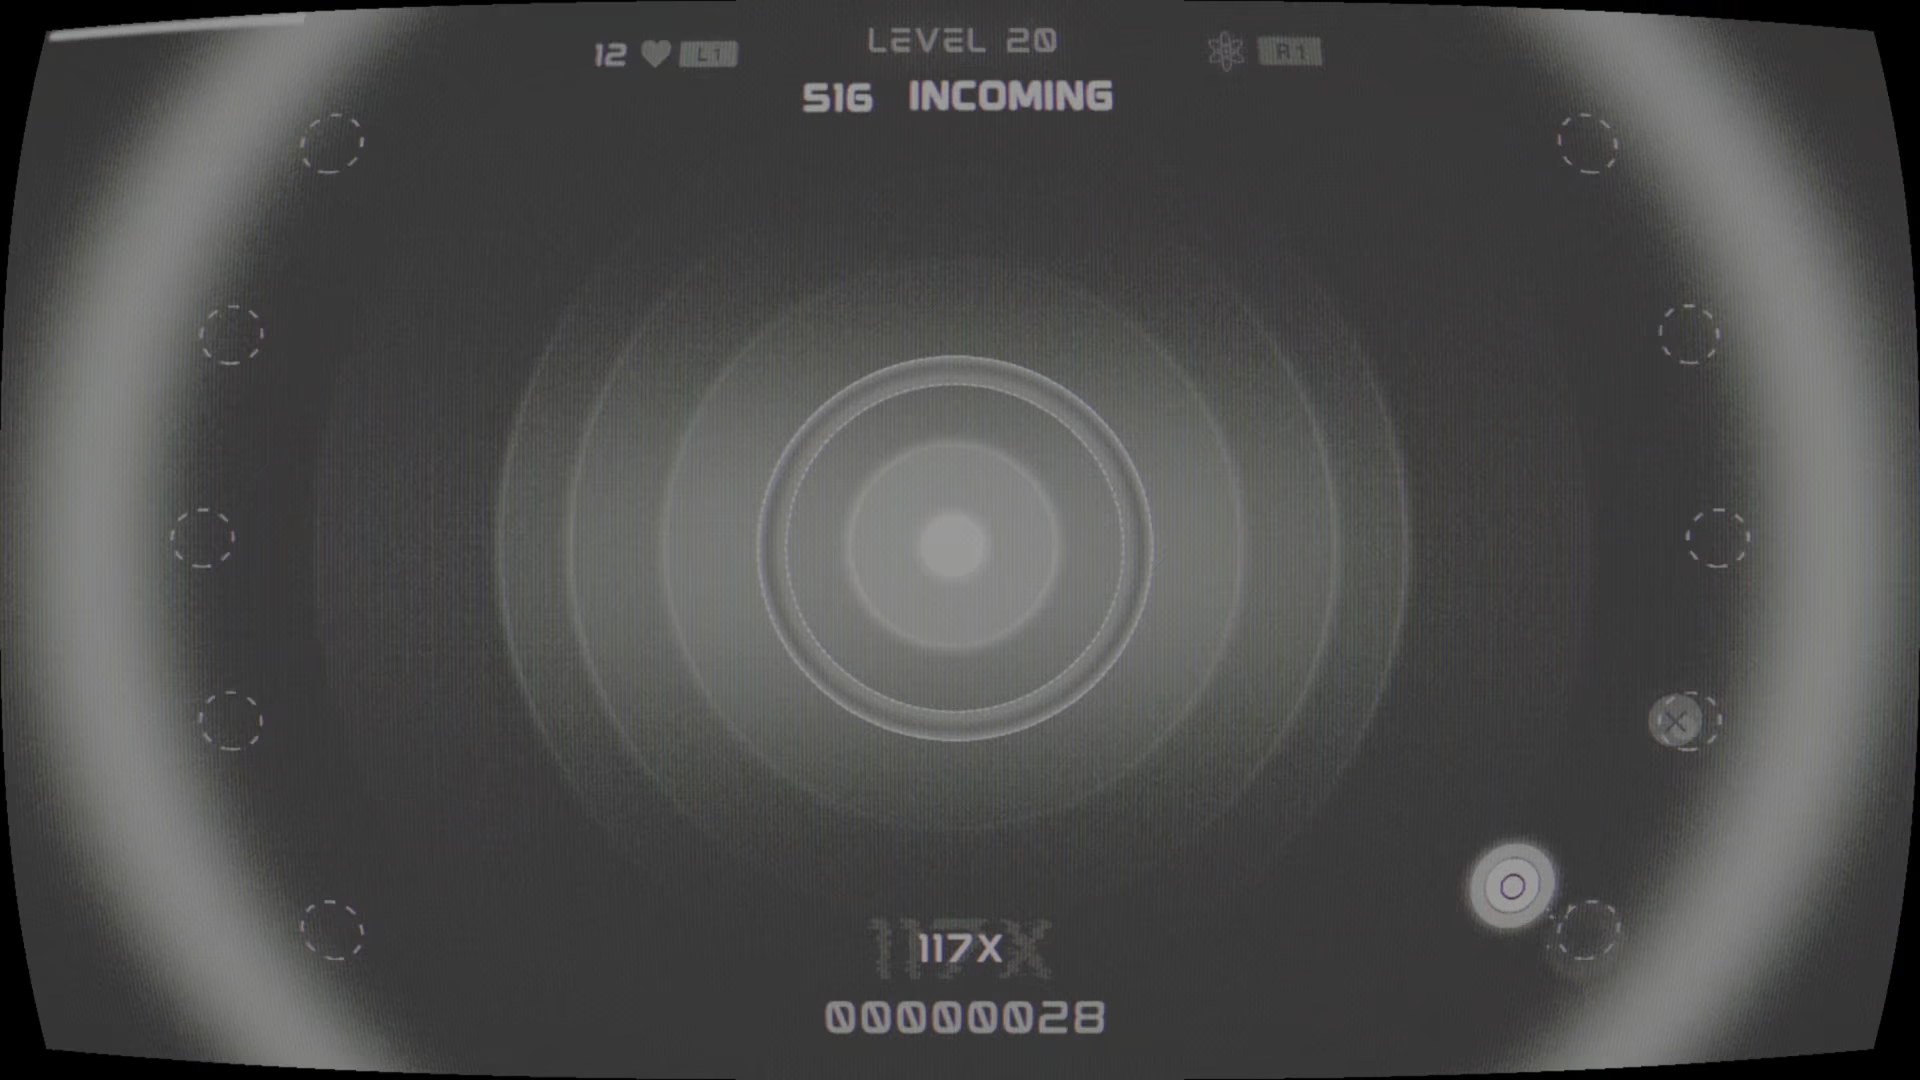 12 L1
LEVEL 20
R1
516 INCOMING
117X
00000028